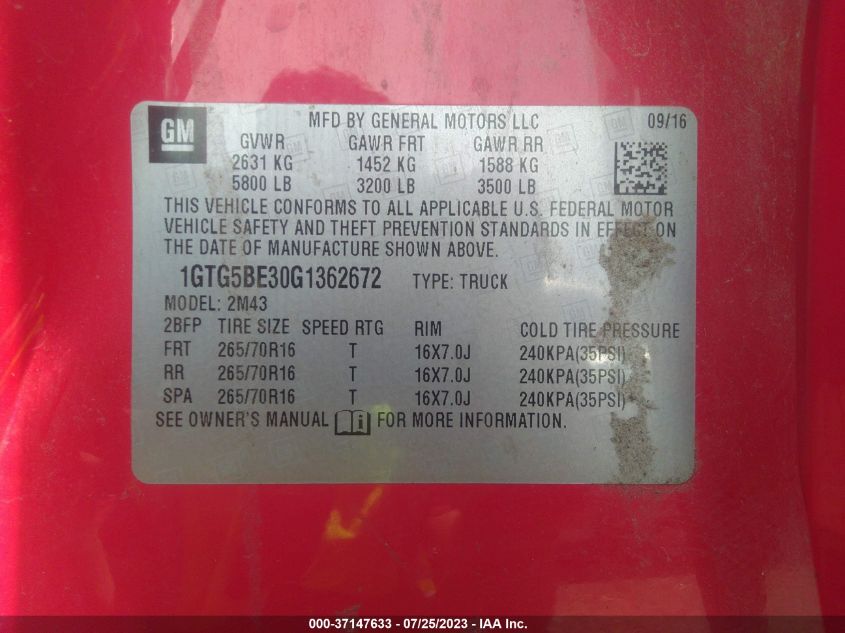 GM
MFD BY GENERAL MOTORS LLC 09/16
GVWR GAWR FRT GAWR RR
2631 KG 1452 KG 1588 KG
5800 LB 3200 LB 3500 LB
THIS VEHICLE CONFORMS TO ALL APPLICABLE U.S. FEDERAL MOTOR
VEHICLE SAFETY AND THEFT PREVENTION STANDARDS IN EFFECT ON
THE DATE OF MANUFACTURE SHOWN ABOVE.
1GTG5BE30G1362672 TYPE: TRUCK
MODEL: 2M43
2BFP TIRE SIZE SPEED RTG RIM COLD TIRE PRESSURE
FRT 265/70R16 T 16X7.0J 240KPA(35PSI)
RR 265/70R16 T 16X7.0J 240KPA(35PSI)
SPA 265/70R16 T 16X7.0J 240KPA(35PSI)
SEE OWNER'S MANUAL i FOR MORE INFORMATION.
000-37147633 - 07/25/2023 - IAA Inc.